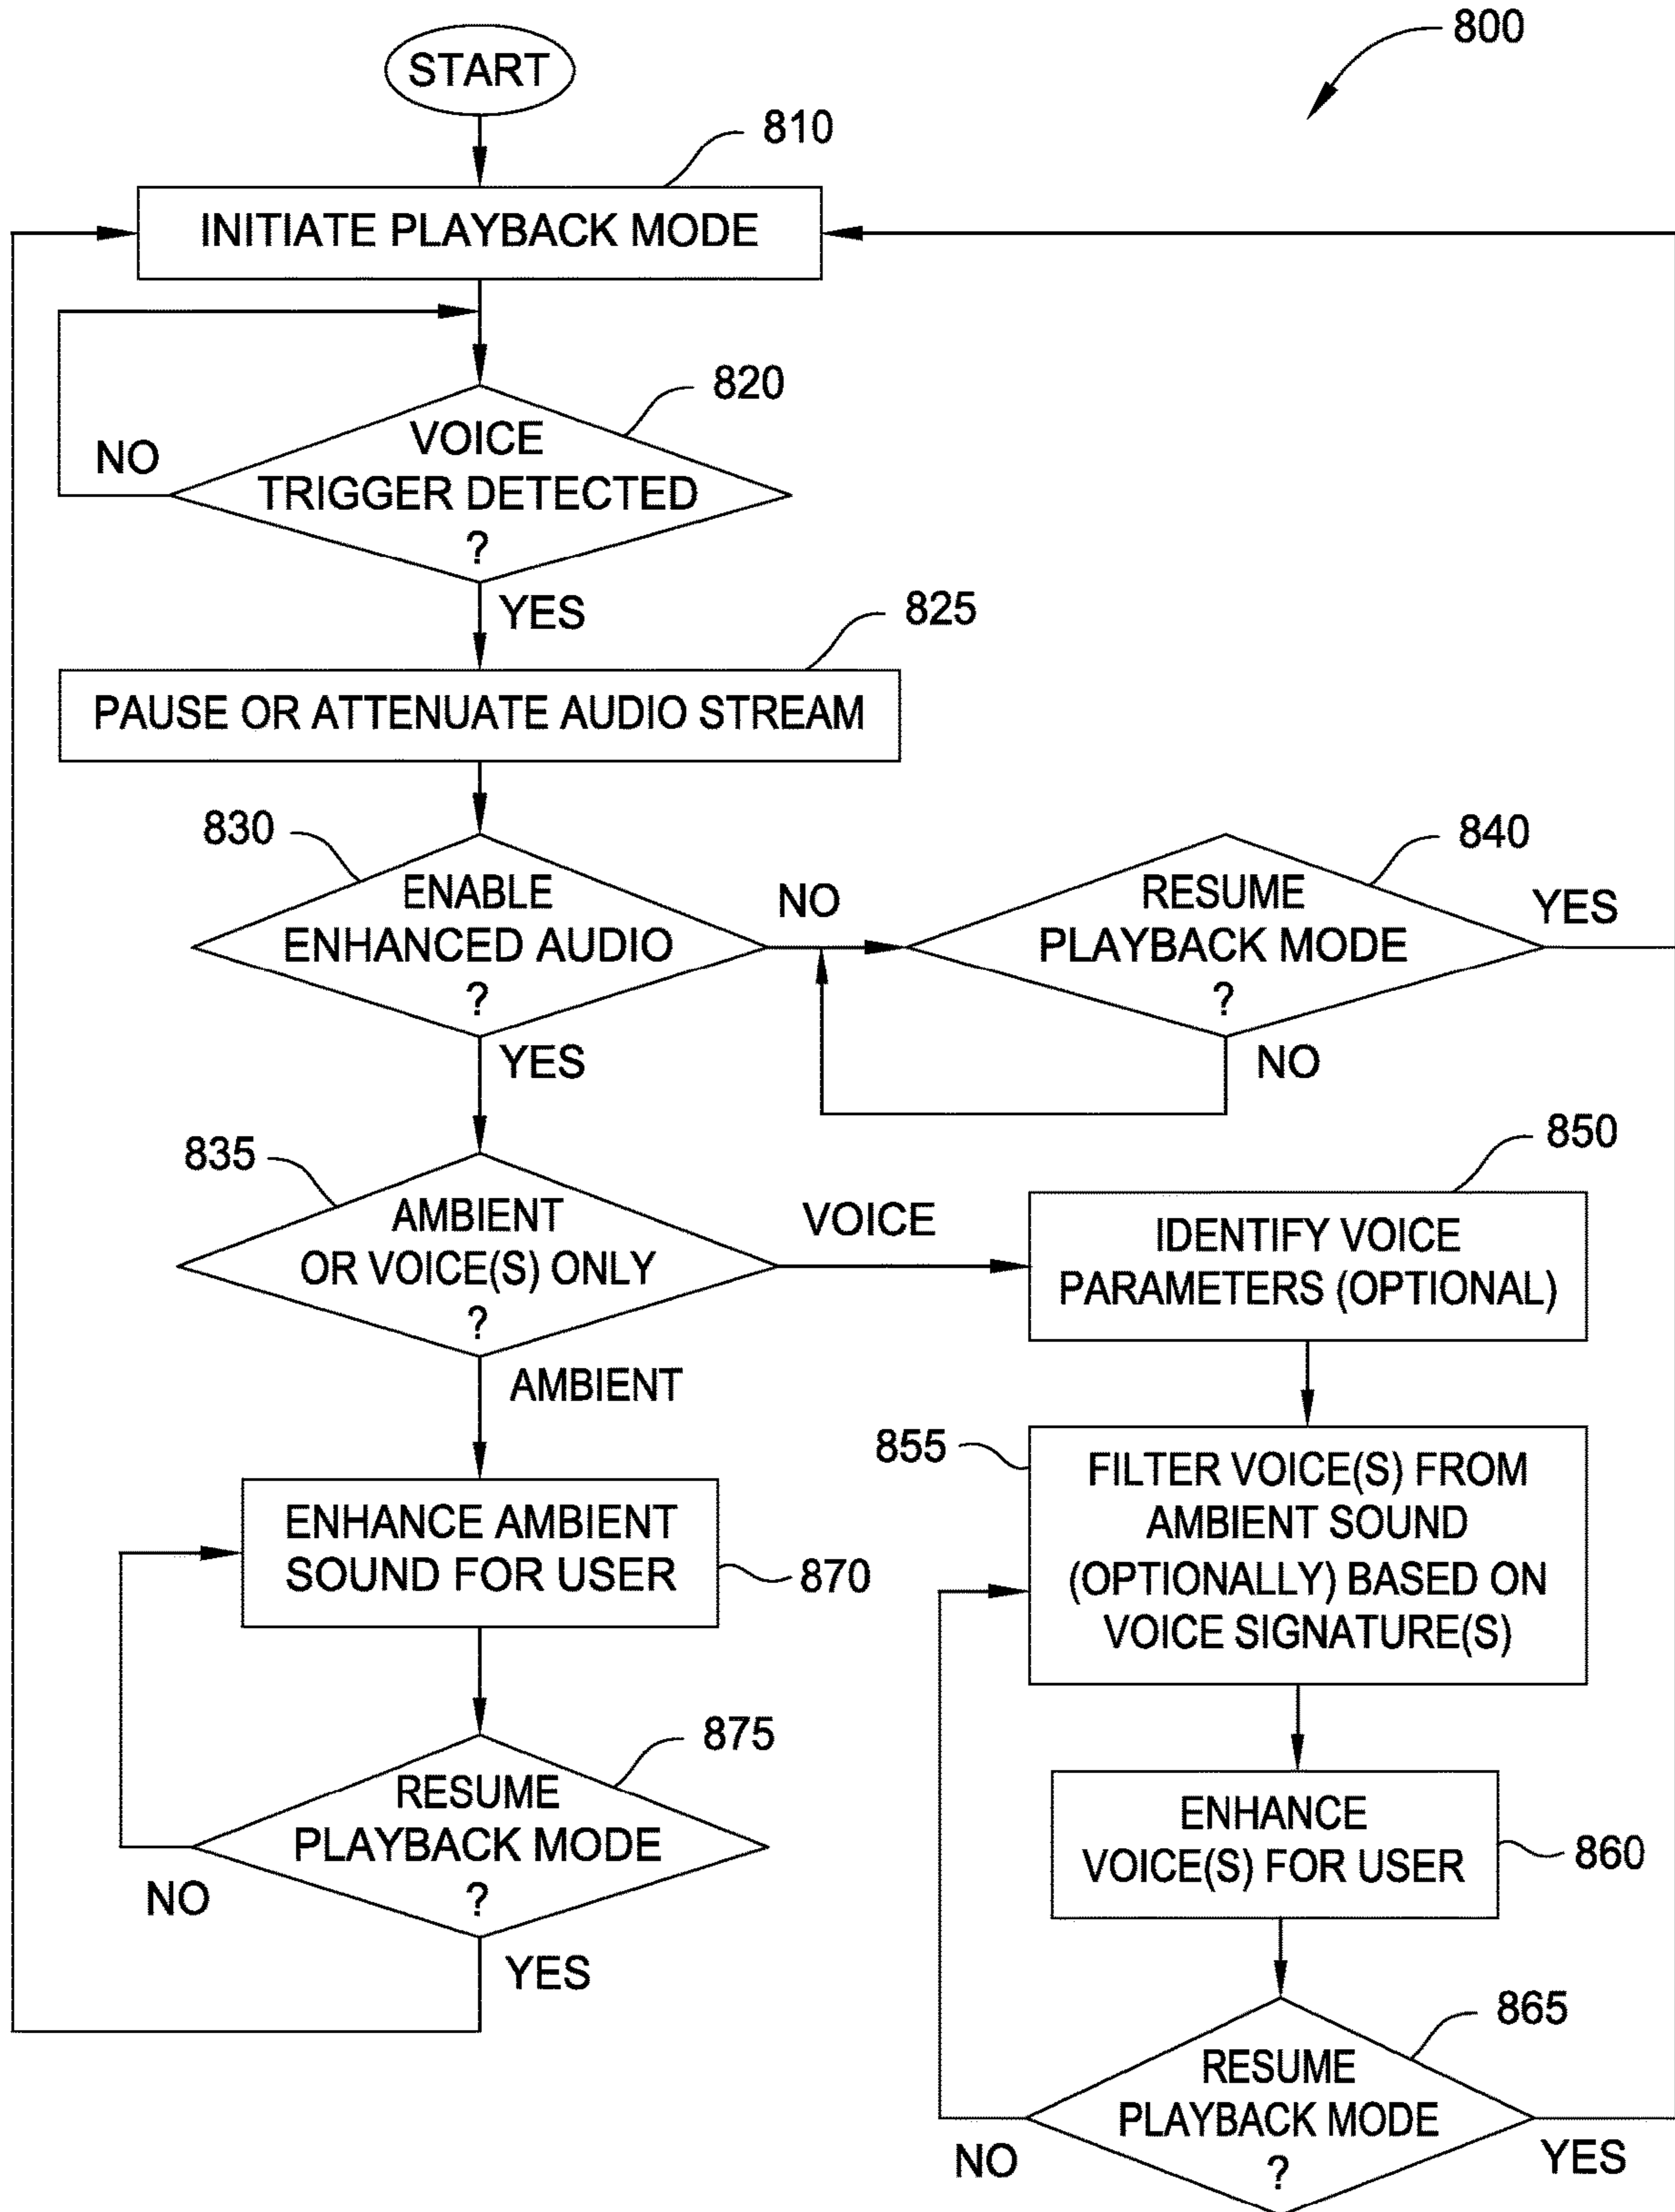 800
START
810
INITIATE PLAYBACK MODE
820
VOICE
TRIGGER DETECTED
?
NO
YES
825
PAUSE OR ATTENUATE AUDIO STREAM
830
ENABLE
ENHANCED AUDIO
?
NO
YES
840
RESUME
PLAYBACK MODE
?
YES
NO
835
AMBIENT
OR VOICE(S) ONLY
?
VOICE
AMBIENT
850
IDENTIFY VOICE
PARAMETERS (OPTIONAL)
855
FILTER VOICE(S) FROM
AMBIENT SOUND
(OPTIONALLY) BASED ON
VOICE SIGNATURE(S)
ENHANCE AMBIENT
SOUND FOR USER
870
875
RESUME
PLAYBACK MODE
?
NO
YES
ENHANCE
VOICE(S) FOR USER
860
865
RESUME
PLAYBACK MODE
?
NO
YES